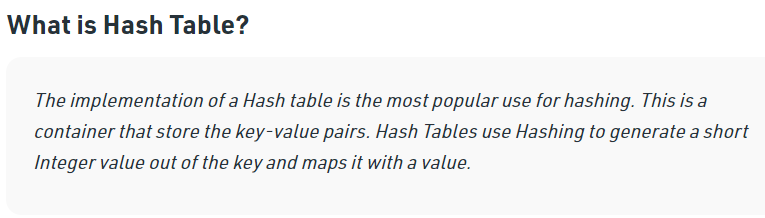 What is Hash Table?
The implementation of a Hash table is the most popular use for hashing. This is a
container that store the key-value pairs. Hash Tables use Hashing to generate a short
Integer value out of the key and maps it with a value.